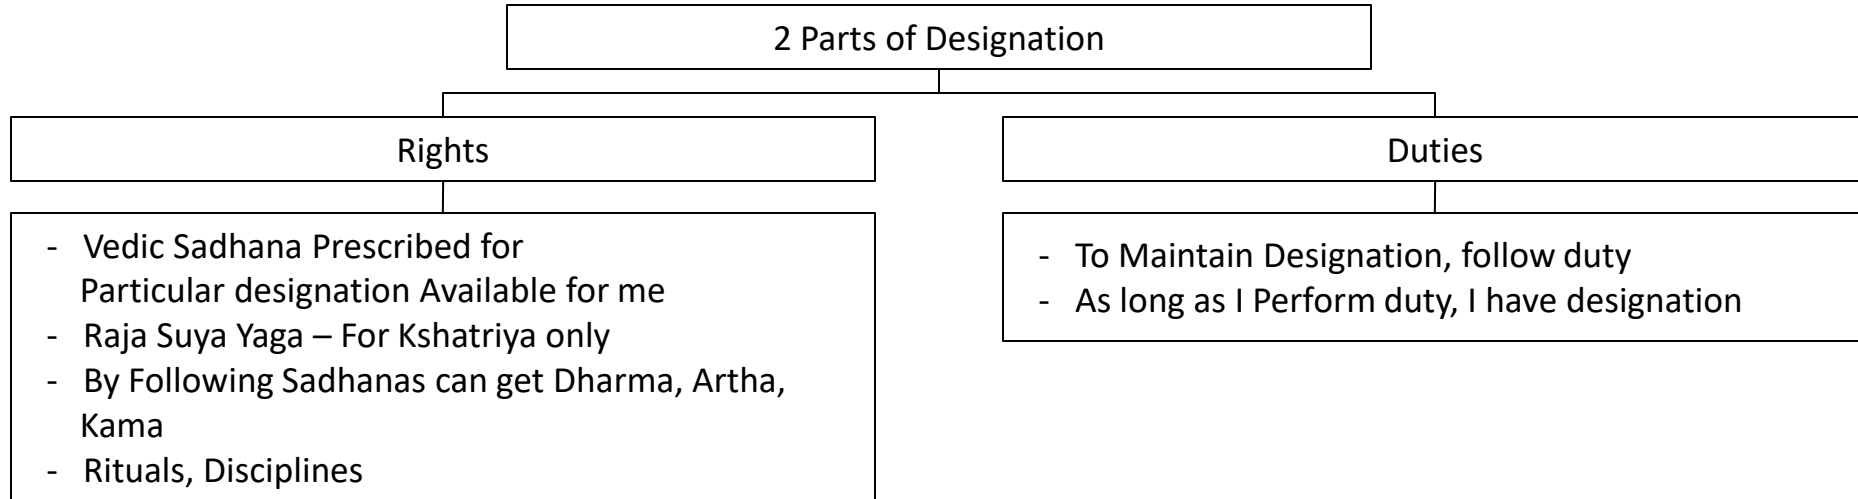 2 Parts of Designation
Rights
Duties
- Vedic Sadhana Prescribed for
Particular designation Available for me
- Raja Suya Yaga – For Kshatriya only
- By Following Sadhanas can get Dharma, Artha,
Kama
- Rituals, Disciplines
- To Maintain Designation, follow duty
- As long as I Perform duty, I have designation